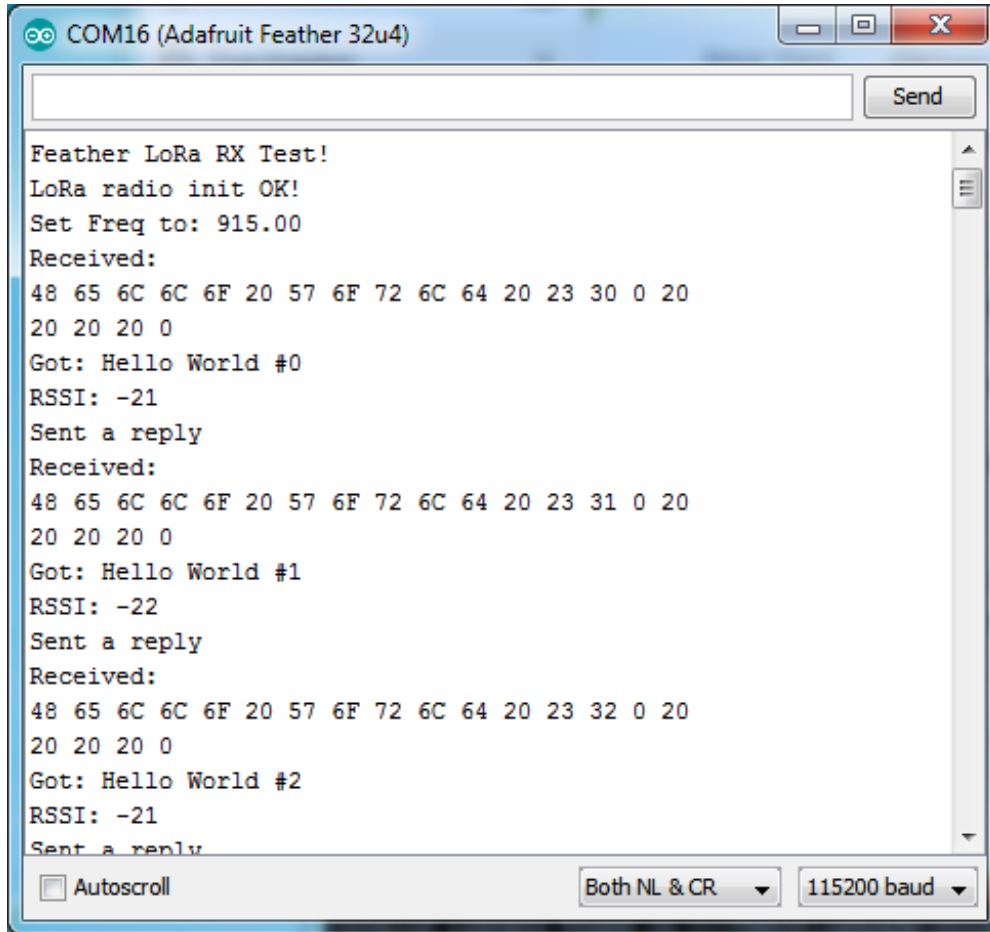 COM16 (Adafruit Feather 32u4)
Send
Feather LoRa RX Test!
LoRa radio init OK!
Set Freq to: 915.00
Received:
48 65 6C 6C 6F 20 57 6F 72 6C 64 20 23 30 0 20
20 20 20 0
Got: Hello World #0
RSSI: -21
Sent a reply
Received:
48 65 6C 6C 6F 20 57 6F 72 6C 64 20 23 31 0 20
20 20 20 0
Got: Hello World #1
RSSI: -22
Sent a reply
Received:
48 65 6C 6C 6F 20 57 6F 72 6C 64 20 23 32 0 20
20 20 20 0
Got: Hello World #2
RSSI: -21
Sent a reply
Autoscroll
Both NL & CR
115200 baud